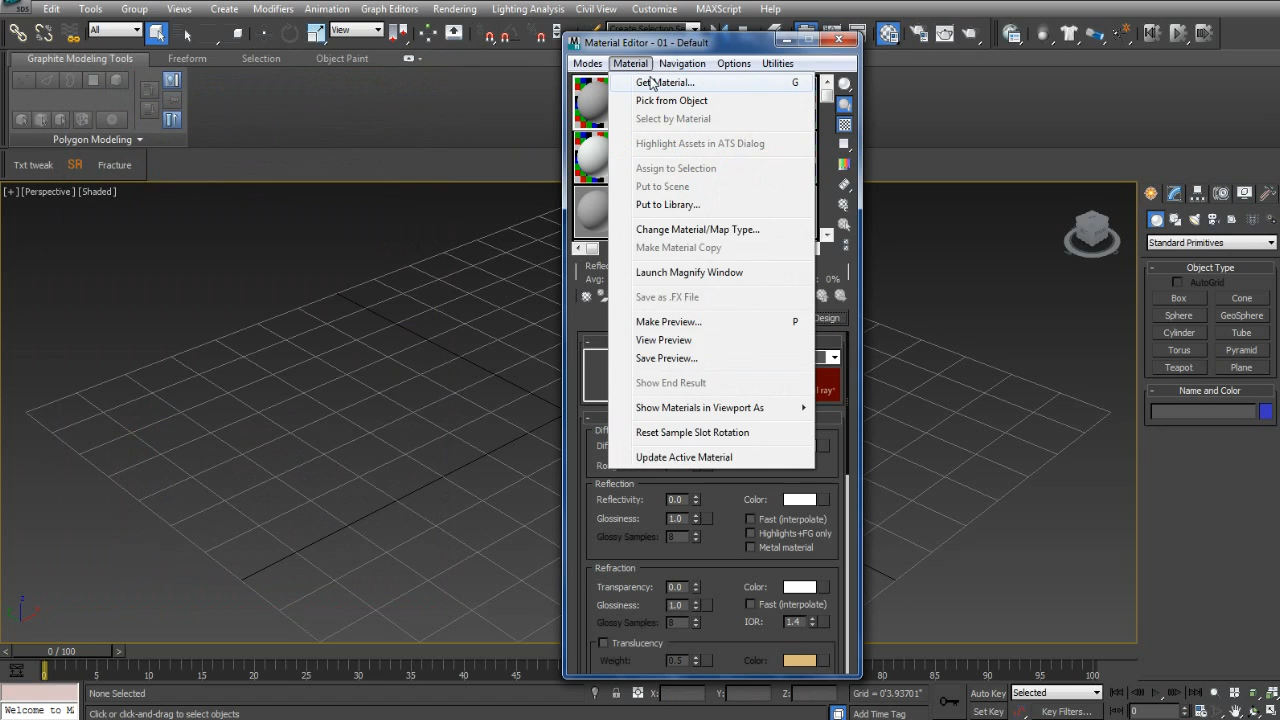 3DS Edit Tools Group Views Create Modifiers Animation Graph Editors Rendering Lighting Analysis Civil View Customize MAXScript Help
All View Create Selection Se
Graphite Modeling Tools Freeform Selection Object Paint
Polygon Modeling
Txt tweak SR Fracture
[+] [Perspective] [Shaded]
Material Editor - 01 - Default
Modes Material Navigation Options Utilities
Get Material... G
Pick from Object
Select by Material
Highlight Assets in ATS Dialog
Assign to Selection
Put to Scene
Put to Library...
Change Material/Map Type...
Make Material Copy
Launch Magnify Window
Save as .FX File
Make Preview... P
View Preview
Save Preview...
Show End Result
Show Materials in Viewport As
Reset Sample Slot Rotation
Update Active Material
Reflec
Avg: 0%
Design
l ray®
Diff
Diff
Ro
Reflection
Reflectivity: 0.0 Color:
Glossiness: 1.0 Fast (interpolate)
Highlights+FG only
Glossy Samples: 8
Metal material
Refraction
Transparency: 0.0 Color:
Glossiness: 1.0 Fast (interpolate)
Glossy Samples: 8 IOR: 1.4
Translucency
Weight: 0.5 Color:
Standard Primitives
Object Type
AutoGrid
Box Cone
Sphere GeoSphere
Cylinder Tube
Torus Pyramid
Teapot Plane
Name and Color
< 0 / 100 >
0 5 10 15 20 25 30 35 40 45 50 55 60 65 70 75 80 85 90 95 100
None Selected X: Y: Z: Grid = 0'3.93701" Auto Key Selected
Welcome to M Click or click-and-drag to select objects Add Time Tag Set Key Key Filters... 0